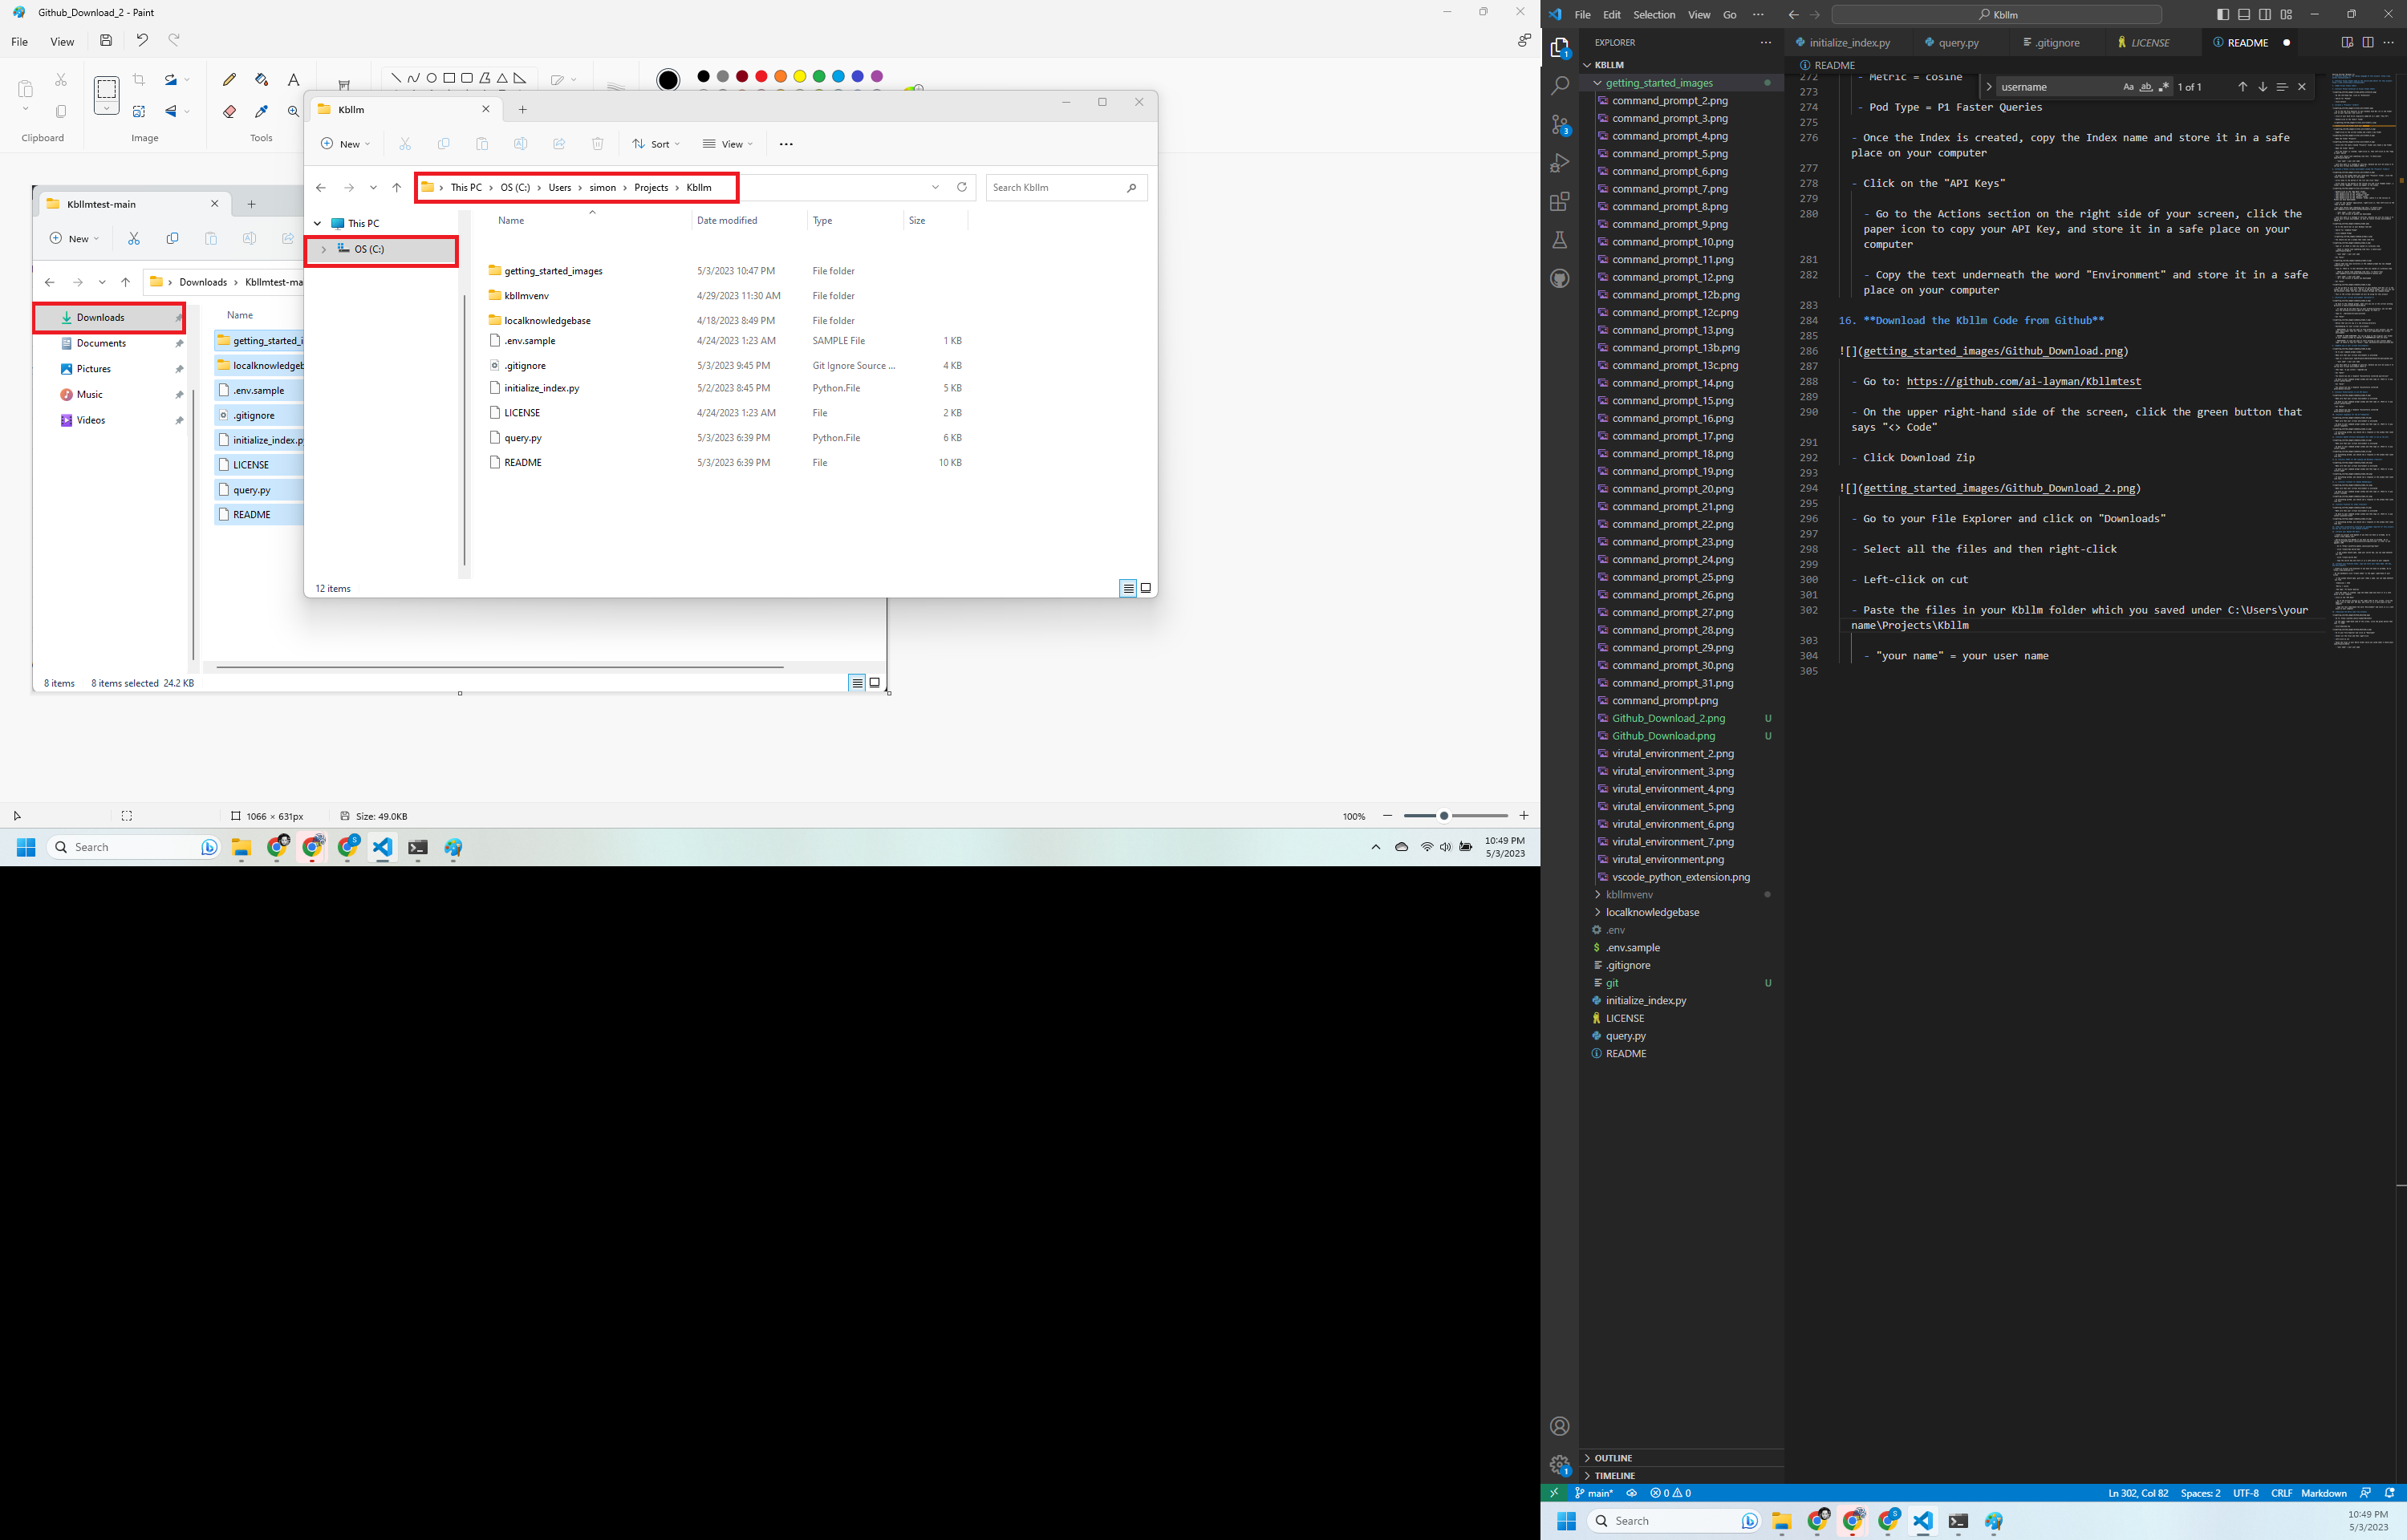 Github_Download_2 - Paint
File
View
Clipboard
Image
Tools
Kbllmtest-main
New
Downloads
Kbllmtest-ma
Downloads
Documents
Pictures
Music
Videos
Name
getting_started_i
localknowledgeb
.env.sample
.gitignore
initialize_index.p
LICENSE
query.py
README
8 items
8 items selected 24.2 KB
Kbllm
New
Sort
View
This PC
OS (C:)
Users
simon
Projects
Kbllm
Search Kbllm
This PC
OS (C:)
Name Date modified Type Size
getting_started_images 5/3/2023 10:47 PM File folder
kbllmvenv 4/29/2023 11:30 AM File folder
localknowledgebase 4/18/2023 8:49 PM File folder
.env.sample 4/24/2023 1:23 AM SAMPLE File 1 KB
.gitignore 5/3/2023 9:45 PM Git Ignore Source ... 4 KB
initialize_index.py 5/2/2023 8:45 PM Python.File 5 KB
LICENSE 4/24/2023 1:23 AM File 2 KB
query.py 5/3/2023 6:39 PM Python.File 6 KB
README 5/3/2023 6:39 PM File 10 KB
12 items
1066 × 631px
Size: 49.0KB
100%
Search
10:49 PM
5/3/2023
File Edit Selection View Go ···
Kbllm
EXPLORER
KBLLM
getting_started_images
command_prompt_2.png
command_prompt_3.png
command_prompt_4.png
command_prompt_5.png
command_prompt_6.png
command_prompt_7.png
command_prompt_8.png
command_prompt_9.png
command_prompt_10.png
command_prompt_11.png
command_prompt_12.png
command_prompt_12b.png
command_prompt_12c.png
command_prompt_13.png
command_prompt_13b.png
command_prompt_13c.png
command_prompt_14.png
command_prompt_15.png
command_prompt_16.png
command_prompt_17.png
command_prompt_18.png
command_prompt_19.png
command_prompt_20.png
command_prompt_21.png
command_prompt_22.png
command_prompt_23.png
command_prompt_24.png
command_prompt_25.png
command_prompt_26.png
command_prompt_27.png
command_prompt_28.png
command_prompt_29.png
command_prompt_30.png
command_prompt_31.png
command_prompt.png
Github_Download_2.png U
Github_Download.png U
virutal_environment_2.png
virutal_environment_3.png
virutal_environment_4.png
virutal_environment_5.png
virutal_environment_6.png
virutal_environment_7.png
virutal_environment.png
vscode_python_extension.png
kbllmvenv
localknowledgebase
.env
.env.sample
.gitignore
git U
initialize_index.py
LICENSE
query.py
README
OUTLINE
TIMELINE
initialize_index.py
query.py
.gitignore
LICENSE
README
README
username Aa ab 1 of 1
272 - Metric = cosine
273
274 - Pod Type = P1 Faster Queries
275
276 - Once the Index is created, copy the Index name and store it in a safe
place on your computer
277
278 - Click on the "API Keys"
279
280 - Go to the Actions section on the right side of your screen, click the
paper icon to copy your API Key, and store it in a safe place on your
computer
281
282 - Copy the text underneath the word "Environment" and store it in a safe
place on your computer
283
284 16. **Download the Kbllm Code from Github**
285
286 ![](getting_started_images/Github_Download.png)
287
288 - Go to: https://github.com/ai-layman/Kbllmtest
289
290 - On the upper right-hand side of the screen, click the green button that
says "<> Code"
291
292 - Click Download Zip
293
294 ![](getting_started_images/Github_Download_2.png)
295
296 - Go to your File Explorer and click on "Downloads"
297
298 - Select all the files and then right-click
299
300 - Left-click on cut
301
302 - Paste the files in your Kbllm folder which you saved under C:\Users\your
name\Projects\Kbllm
303
304 - "your name" = your user name
305
main* 0 0
Ln 302, Col 82 Spaces: 2 UTF-8 CRLF Markdown
Search
10:49 PM
5/3/2023